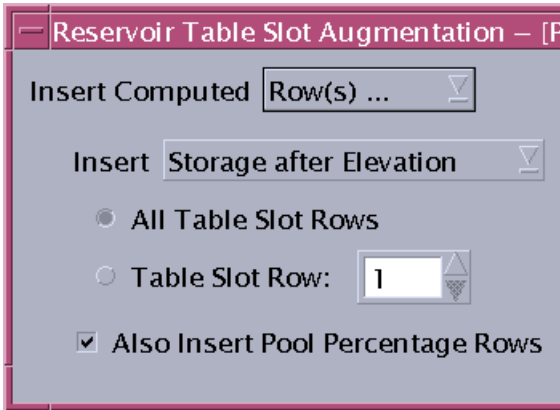 Reservoir Table Slot Augmentation – [P
Insert Computed Row(s) ...
Insert Storage after Elevation
All Table Slot Rows
Table Slot Row: 1
Also Insert Pool Percentage Rows